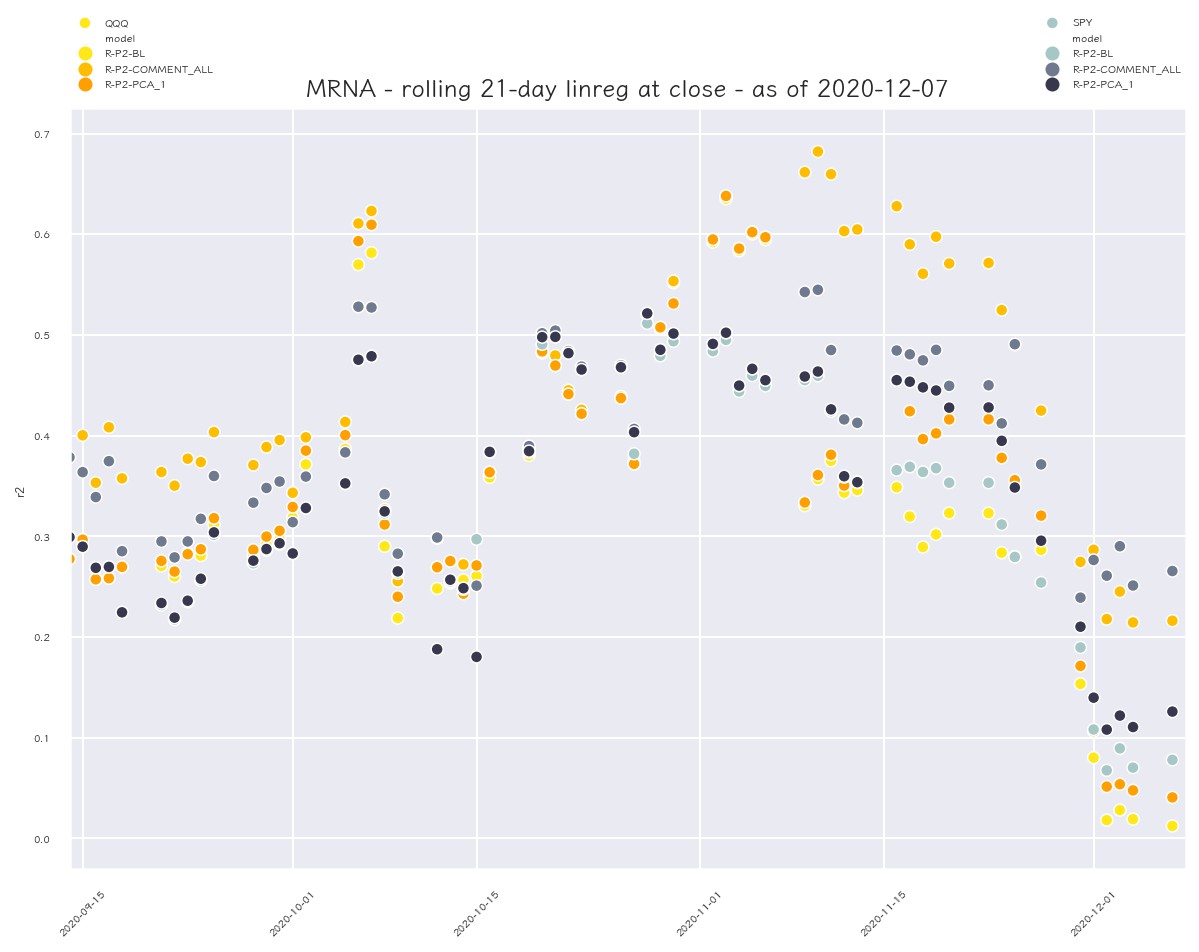 QQQ
model
R-P2-BL
R-P2-COMMENT_ALL
R-P2-PCA_1
SPY
model
R-P2-BL
R-P2-COMMENT_ALL
R-P2-PCA_1
MRNA - rolling 21-day linreg at close - as of 2020-12-07
0.7
0.6
0.5
0.4
0.3
0.2
0.1
0.0
r2
2020-09-15
2020-10-01
2020-10-15
2020-11-01
2020-11-15
2020-12-01